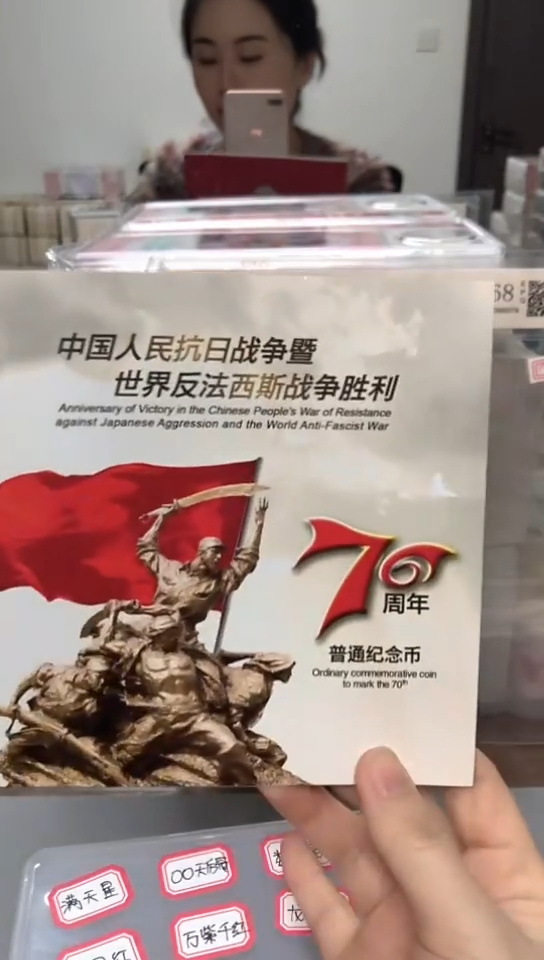 中国人民抗日战争暨
世界反法西斯战争胜利
Anniversary of Victory in the Chinese People's War of Resistance
against Japanese Aggression and the World Anti-Fascist War
70
周年
普通纪念币
Ordinary commemorative coin
to mark the 70th
68 EPQ
满天星
万紫千红